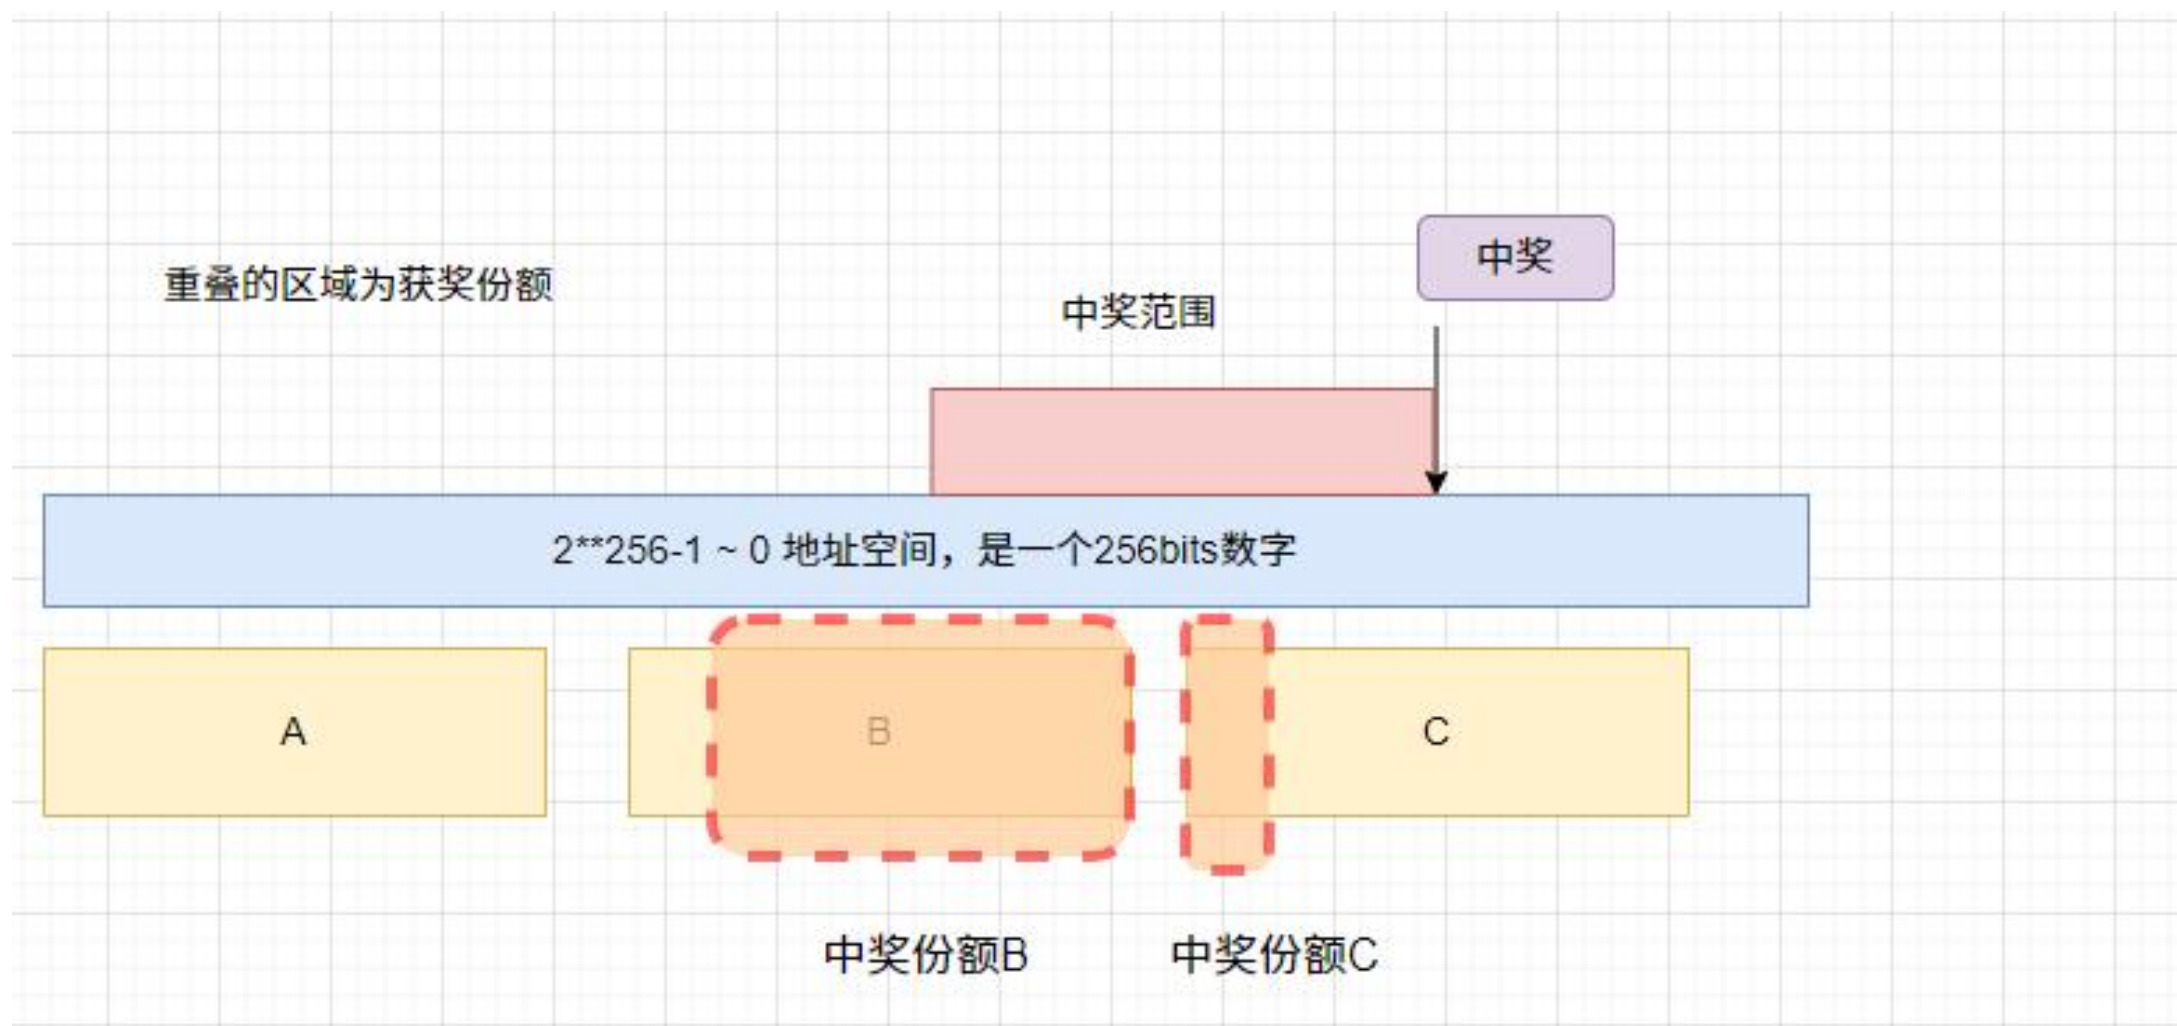 中奖
重叠的区域为获奖份额
中奖范围
2**256-1 ~ 0 地址空间，是一个256bits数字
A
B
C
中奖份额B
中奖份额C